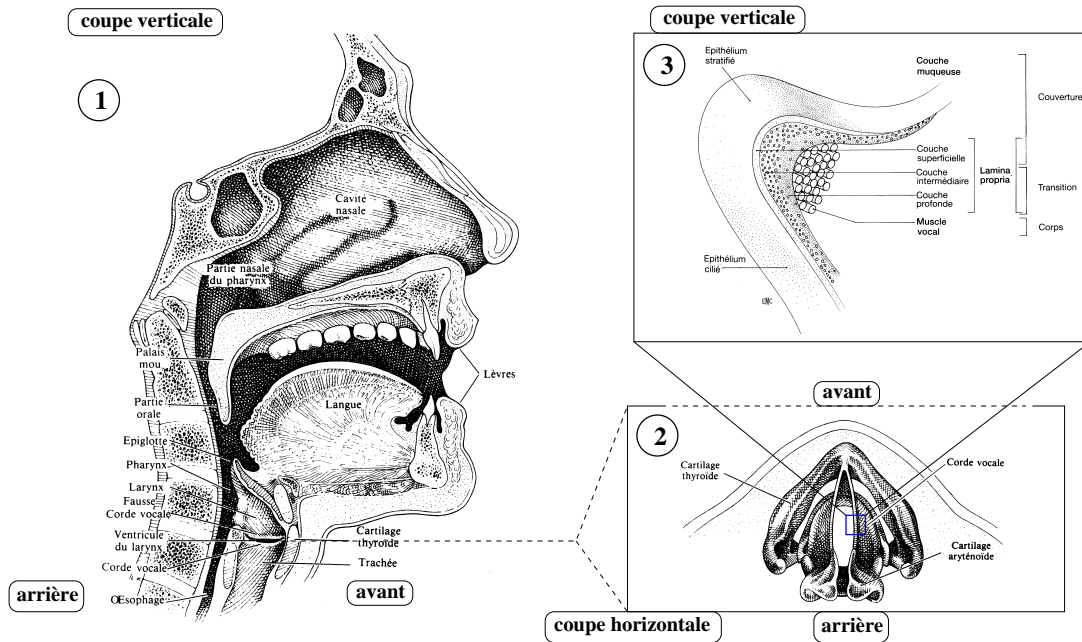 coupe verticale
1
Cavité
nasale
Partie nasale
du pharynx
Palais
mou
Partie
orale
Epiglotte
Pharynx
Larynx
Fausse
Corde vocale
Ventricule
du larynx
Corde vocale
Œsophage
Langue
Lèvres
Cartilage
thyroïde
Trachée
arrière
avant
coupe verticale
3
Epithélium
stratifié
Couche
muqueuse
Couverture
Couche
superficielle
Couche
intermédiaire
Couche
profonde
Lamina
propria
Transition
Muscle
vocal
Corps
Epithélium
cilié
avant
2
Cartilage
thyroïde
Corde vocale
Cartilage
aryténoïde
coupe horizontale
arrière